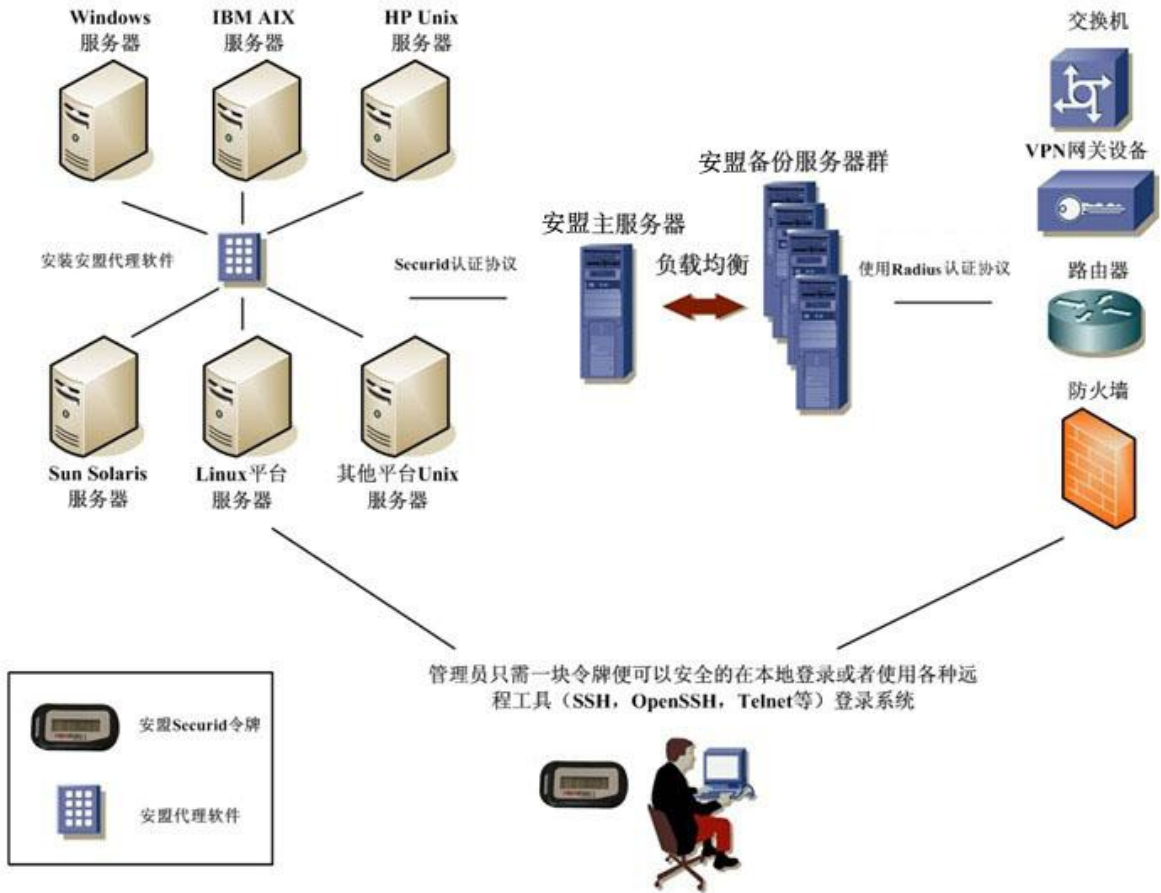 Windows
服务器
IBM AIX
服务器
HP Unix
服务器
交换机
安盟备份服务器群
VPN网关设备
安盟主服务器
安装安盟代理软件
Securid认证协议
负载均衡
使用Radius认证协议
路由器
防火墙
Sun Solaris
服务器
Linux平台
服务器
其他平台Unix
服务器
管理员只需一块令牌便可以安全的在本地登录或者使用各种远
程工具（SSH，OpenSSH，Telnet等）登录系统
安盟Securid令牌
安盟代理软件